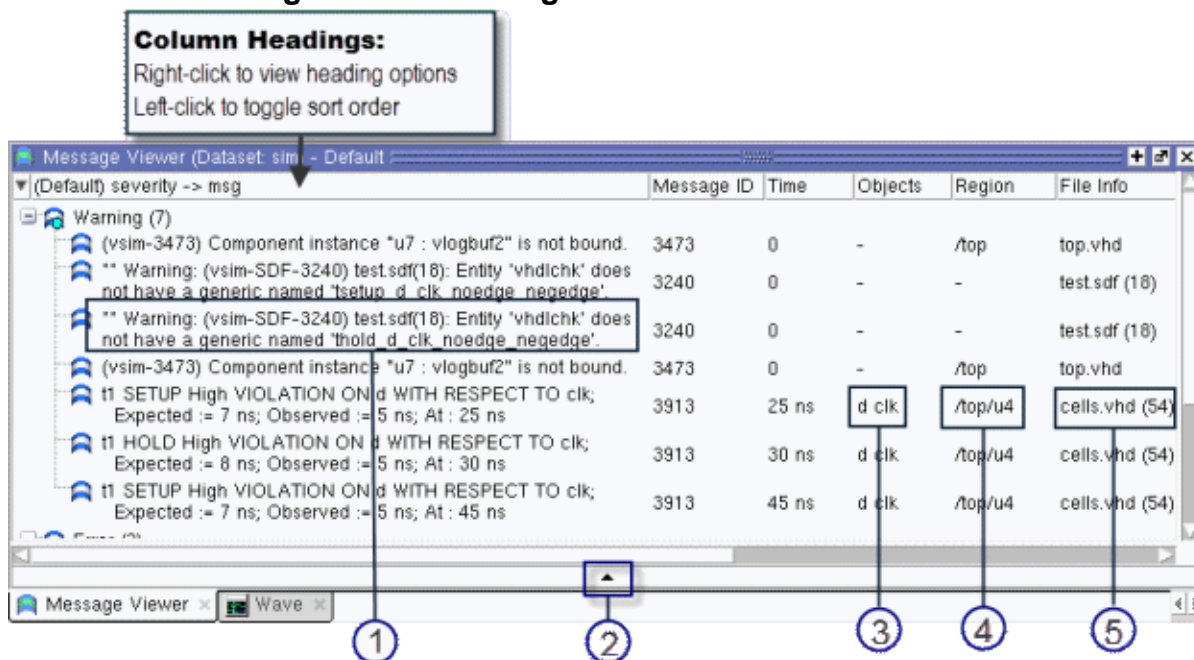 Column Headings:
Right-click to view heading options
Left-click to toggle sort order
Message Viewer (Dataset: sim) - Default
(Default) severity -> msg Message ID Time Objects Region File Info
Warning (7)
(vsim-3473) Component instance "u7 : vlogbuf2" is not bound. 3473 0 - /top top.vhd
** Warning: (vsim-SDF-3240) test.sdf(18): Entity 'vhdlchk' does
not have a generic named 'tsetup_d_clk_noedge_negedge'. 3240 0 - - test.sdf (18)
** Warning: (vsim-SDF-3240) test.sdf(18): Entity 'vhdlchk' does
not have a generic named 'thold_d_clk_noedge_negedge'. 3240 0 - - test.sdf (18)
(vsim-3473) Component instance "u7 : vlogbuf2" is not bound. 3473 0 - /top top.vhd
t1 SETUP High VIOLATION ON d WITH RESPECT TO clk;
Expected := 7 ns; Observed := 5 ns; At : 25 ns 3913 25 ns d clk /top/u4 cells.vhd (54)
t1 HOLD High VIOLATION ON d WITH RESPECT TO clk;
Expected := 8 ns; Observed := 5 ns; At : 30 ns 3913 30 ns d clk /top/u4 cells.vhd (54)
t1 SETUP High VIOLATION ON d WITH RESPECT TO clk;
Expected := 7 ns; Observed := 5 ns; At : 45 ns 3913 45 ns d clk /top/u4 cells.vhd (54)
Message Viewer Wave
1 2 3 4 5